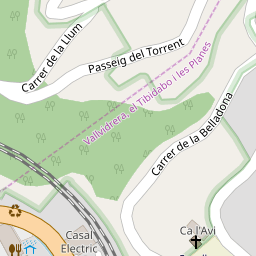 Carrer de la Llum
Passeig del Torrent
Vallvidrera, el Tibidabo i les Planes
Carrer de la Belladona
Ca l'Avi
Casal
Elèctric